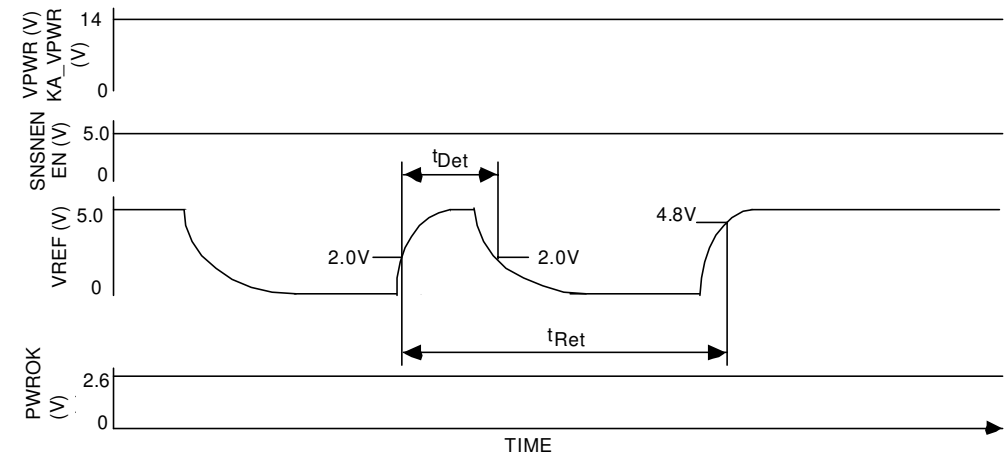 VPWR (V)
KA_VPWR
(V)
14
0
SNSNEN
EN (V)
5.0
0
tDet
VREF (V)
5.0
0
2.0V
2.0V
4.8V
tRet
PWROK
(V)
2.6
0
TIME